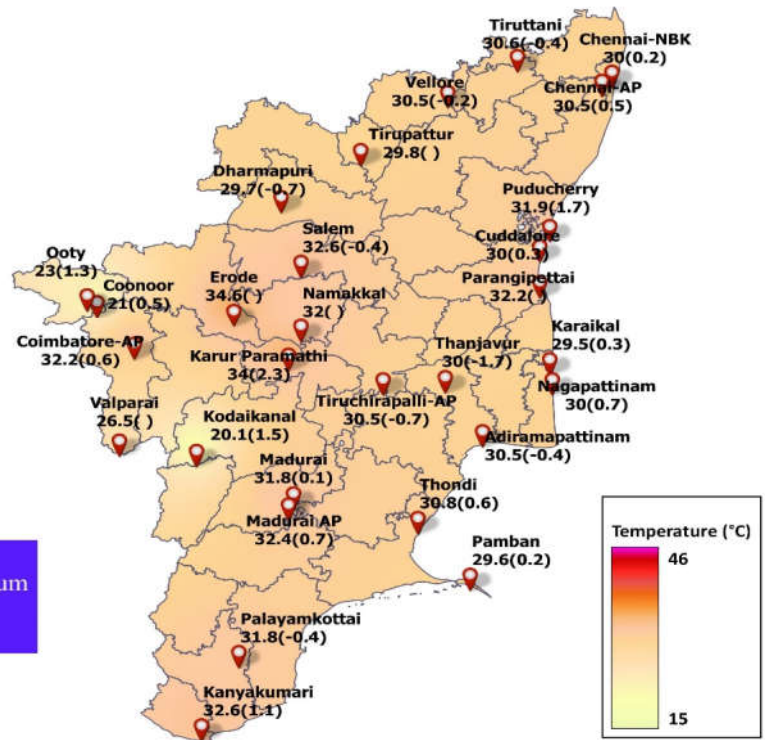 Tiruttani
30.6(-0.4)
Chennai-NBK
30(0.2)
Vellore
30.5(-0.2)
Chennai-AP
30.5(0.5)
Tirupattur
29.8( )
Dharmapuri
29.7(-0.7)
Puducherry
31.9(1.7)
Salem
32.6(-0.4)
Cuddalore
30(0.3)
Ooty
23(1.3)
Coonoor
21(0.5)
Erode
34.6( )
Namakkal
32( )
Parangipettai
32.2( )
Karaikal
29.5(0.3)
Coimbatore-AP
32.2(0.6)
Karur Paramathi
34(2.3)
Thanjavur
30(-1.7)
Nagapattinam
30(0.7)
Valparai
26.5( )
Kodaikanal
20.1(1.5)
Tiruchirapalli-AP
30.5(-0.7)
Adiramapattinam
30.5(-0.4)
Madurai
31.8(0.1)
Thondi
30.8(0.6)
Madurai AP
32.4(0.7)
Pamban
29.6(0.2)
Temperature (°C)
46
15
um
Palayamkottai
31.8(-0.4)
Kanyakumari
32.6(1.1)